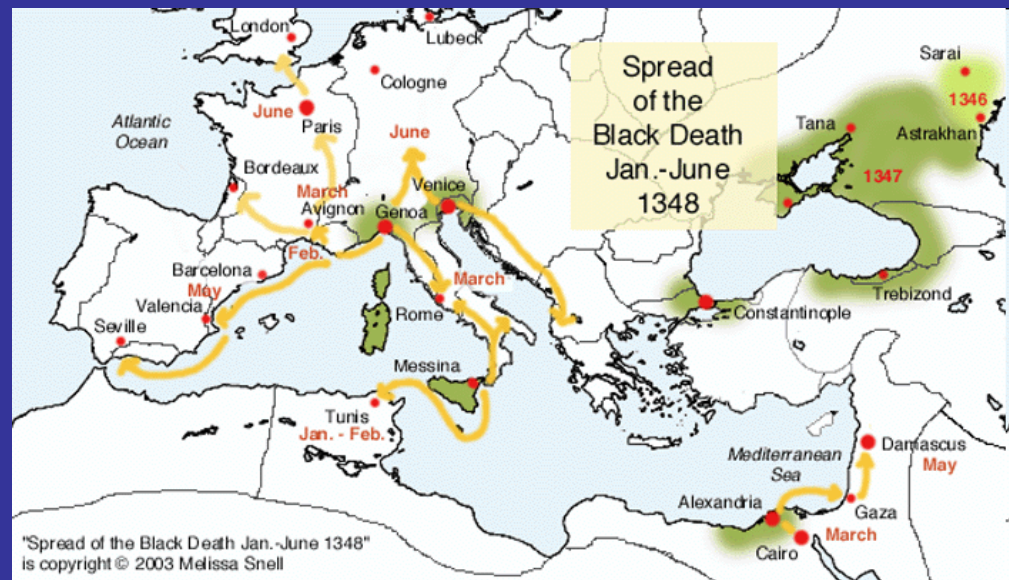 London
Lubeck
Cologne
Spread
of the
Black Death
Jan.-June
1348
Sarai
1346
Astrakhan
Tana
1347
Atlantic
Ocean
June
Paris
June
Bordeaux
March
Avignon
Genoa
Venice
Feb.
Barcelona
May
Valencia
Seville
March
Rome
Messina
Constantinople
Trebizond
Tunis
Jan. - Feb.
Mediterranean
Sea
Damascus
May
Alexandria
Gaza
March
Cairo
"Spread of the Black Death Jan.-June 1348"
is copyright © 2003 Melissa Snell